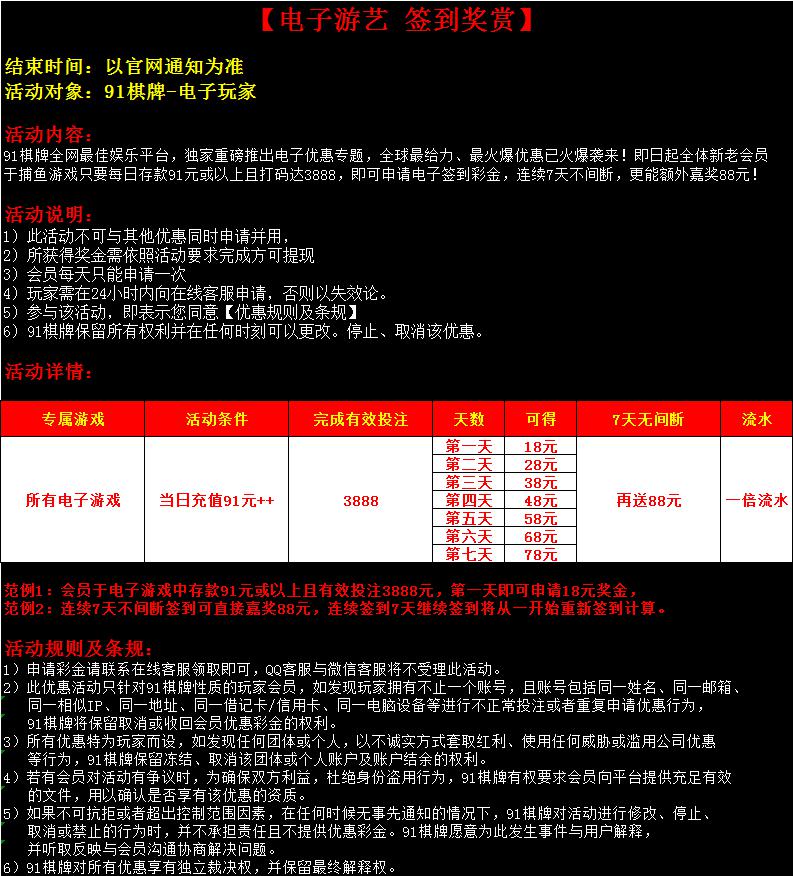 【电子游艺 签到奖赏】
结束时间：以官网通知为准
活动对象：91棋牌-电子玩家
活动内容：
91棋牌全网最佳娱乐平台，独家重磅推出电子优惠专题，全球最给力、最火爆优惠已火爆袭来！即日起全体新老会员
于捕鱼游戏只要每日存款91元或以上且打码达3888，即可申请电子签到彩金，连续7天不间断，更能额外嘉奖88元！
活动说明：
1）此活动不可与其他优惠同时申请并用，
2）所获得奖金需依照活动要求完成方可提现
3）会员每天只能申请一次
4）玩家需在24小时内向在线客服申请，否则以失效论。
5）参与该活动，即表示您同意【优惠规则及条规】
6）91棋牌保留所有权利并在任何时刻可以更改。停止、取消该优惠。
活动详情：
专属游戏 活动条件 完成有效投注 天数 可得 7天无间断 流水
第一天 18元
第二天 28元
第三天 38元
所有电子游戏 当日充值91元++ 3888 第四天 48元 再送88元 一倍流水
第五天 58元
第六天 68元
第七天 78元
范例1：会员于电子游戏中存款91元或以上且有效投注3888元，第一天即可申请18元奖金，
范例2：连续7天不间断签到可直接嘉奖88元，连续签到7天继续签到将从一开始重新签到计算。
活动规则及条规：
1）申请彩金请联系在线客服领取即可，QQ客服与微信客服将不受理此活动。
2）此优惠活动只针对91棋牌性质的玩家会员，如发现玩家拥有不止一个账号，且账号包括同一姓名、同一邮箱、
同一相似IP、同一地址、同一借记卡/信用卡、同一电脑设备等进行不正常投注或者重复申请优惠行为，
91棋牌将保留取消或收回会员优惠彩金的权利。
3）所有优惠特为玩家而设，如发现任何团体或个人，以不诚实方式套取红利、使用任何威胁或滥用公司优惠
等行为，91棋牌保留冻结、取消该团体或个人账户及账户结余的权利。
4）若有会员对活动有争议时，为确保双方利益，杜绝身份盗用行为，91棋牌有权要求会员向平台提供充足有效
的文件，用以确认是否享有该优惠的资质。
5）如果不可抗拒或者超出控制范围因素，在任何时候无事先通知的情况下，91棋牌对活动进行修改、停止、
取消或禁止的行为时，并不承担责任且不提供优惠彩金。91棋牌愿意为此发生事件与用户解释，
并听取反映与会员沟通协商解决问题。
6）91棋牌对所有优惠享有独立裁决权，并保留最终解释权。